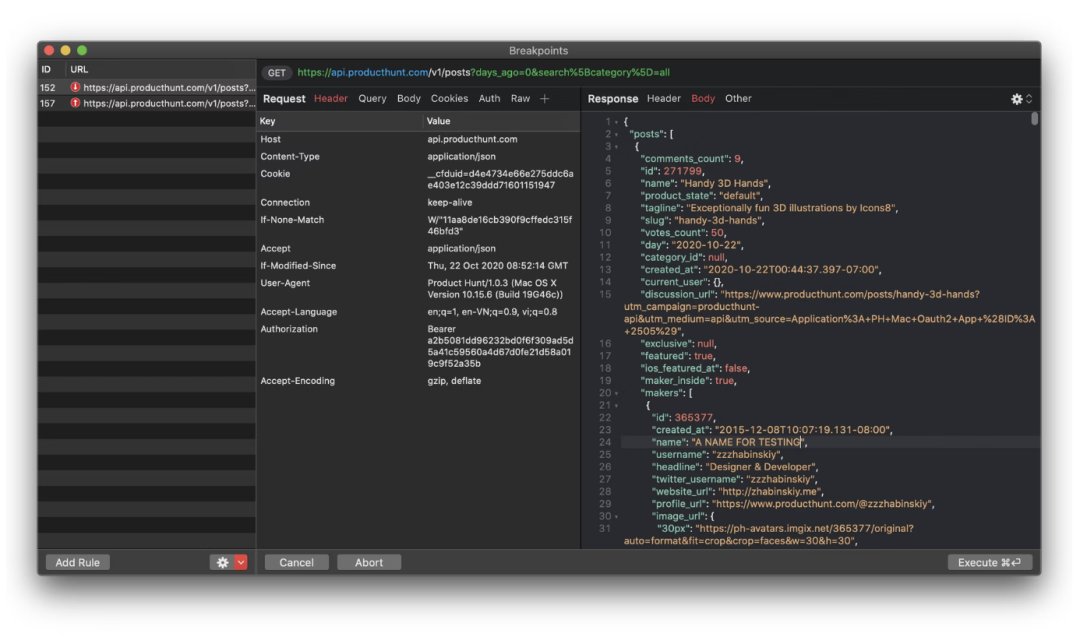 Breakpoints
ID URL
152 https://api.producthunt.com/v1/posts?...
157 https://api.producthunt.com/v1/posts?...
GET https://api.producthunt.com/v1/posts?days_ago=0&search%5Bcategory%5D=all
Request Header Query Body Cookies Auth Raw +
Key Value
Host api.producthunt.com
Content-Type application/json
Cookie __cfduid=d4e4734e66e275ddc6a
e403e12c39ddd71601151947
Connection keep-alive
If-None-Match W/"11aa8de16cb390f9cffedc315f
46bfd3"
Accept application/json
If-Modified-Since Thu, 22 Oct 2020 08:52:14 GMT
User-Agent Product Hunt/1.0.3 (Mac OS X
Version 10.15.6 (Build 19G46c))
Accept-Language en;q=1, en-VN;q=0.9, vi;q=0.8
Authorization Bearer
a2b5081dd96232bd0f6f309ad5d
5a41c59560a4d67d0fe21d58a01
9c9f52a35b
Accept-Encoding gzip, deflate
Response Header Body Other
1 {
2 "posts": [
3 {
4 "comments_count": 9,
5 "id": 271799,
6 "name": "Handy 3D Hands",
7 "product_state": "default",
8 "tagline": "Exceptionally fun 3D illustrations by Icons8",
9 "slug": "handy-3d-hands",
10 "votes_count": 50,
11 "day": "2020-10-22",
12 "category_id": null,
13 "created_at": "2020-10-22T00:44:37.397-07:00",
14 "current_user": {},
15 "discussion_url": "https://www.producthunt.com/posts/handy-3d-hands?
utm_campaign=producthunt-
api&utm_medium=api&utm_source=Application%3A+PH+Mac+Oauth2+App+%28ID%3A
+2505%29",
16 "exclusive": null,
17 "featured": true,
18 "ios_featured_at": false,
19 "maker_inside": true,
20 "makers": [
21 {
22 "id": 365377,
23 "created_at": "2015-12-08T10:07:19.131-08:00",
24 "name": "A NAME FOR TESTING",
25 "username": "zzzhabinskiy",
26 "headline": "Designer & Developer",
27 "twitter_username": "zzzhabinskiy",
28 "website_url": "http://zhabinskiy.me",
29 "profile_url": "https://www.producthunt.com/@zzzhabinskiy",
30 "image_url": {
31 "30px": "https://ph-avatars.imgix.net/365377/original?
auto=format&fit=crop&crop=faces&w=30&h=30",
Add Rule
Cancel Abort
Execute ⌘↩